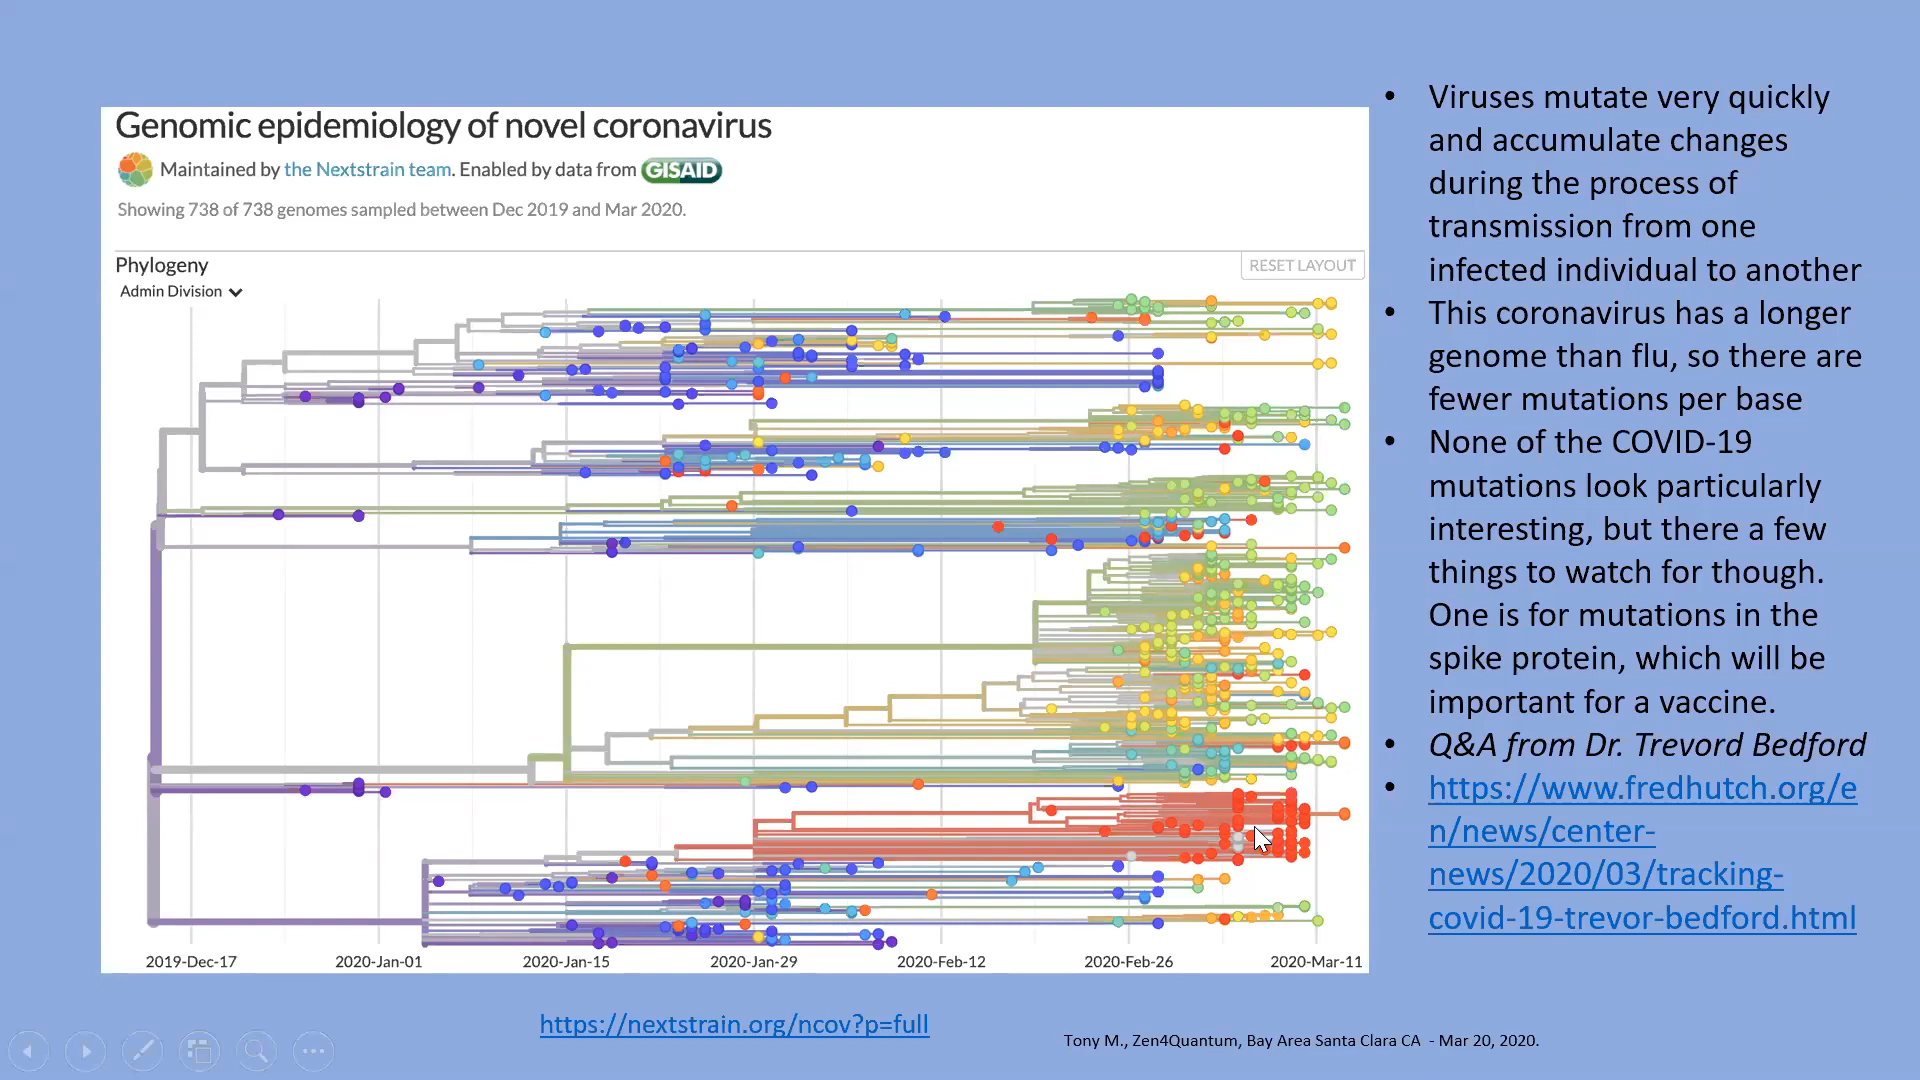 Genomic epidemiology of novel coronavirus
Maintained by the Nextstrain team. Enabled by data from GISAID
Showing 738 of 738 genomes sampled between Dec 2019 and Mar 2020.
Phylogeny
RESET LAYOUT
Admin Division
2019-Dec-17
2020-Jan-01
2020-Jan-15
2020-Jan-29
2020-Feb-12
2020-Feb-26
2020-Mar-11
• Viruses mutate very quickly
and accumulate changes
during the process of
transmission from one
infected individual to another
• This coronavirus has a longer
genome than flu, so there are
fewer mutations per base
• None of the COVID-19
mutations look particularly
interesting, but there a few
things to watch for though.
One is for mutations in the
spike protein, which will be
important for a vaccine.
• Q&A from Dr. Trevord Bedford
• https://www.fredhutch.org/e
n/news/center-
news/2020/03/tracking-
covid-19-trevor-bedford.html
https://nextstrain.org/ncov?p=full
Tony M., Zen4Quantum, Bay Area Santa Clara CA - Mar 20, 2020.